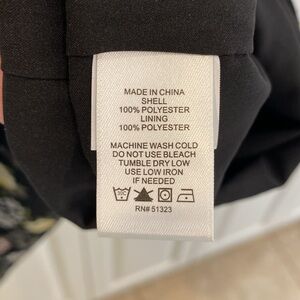 MADE IN CHINA
SHELL
100% POLYESTER
LINING
100% POLYESTER
MACHINE WASH COLD
DO NOT USE BLEACH
TUMBLE DRY LOW
USE LOW IRON
IF NEEDED
RN# 51323